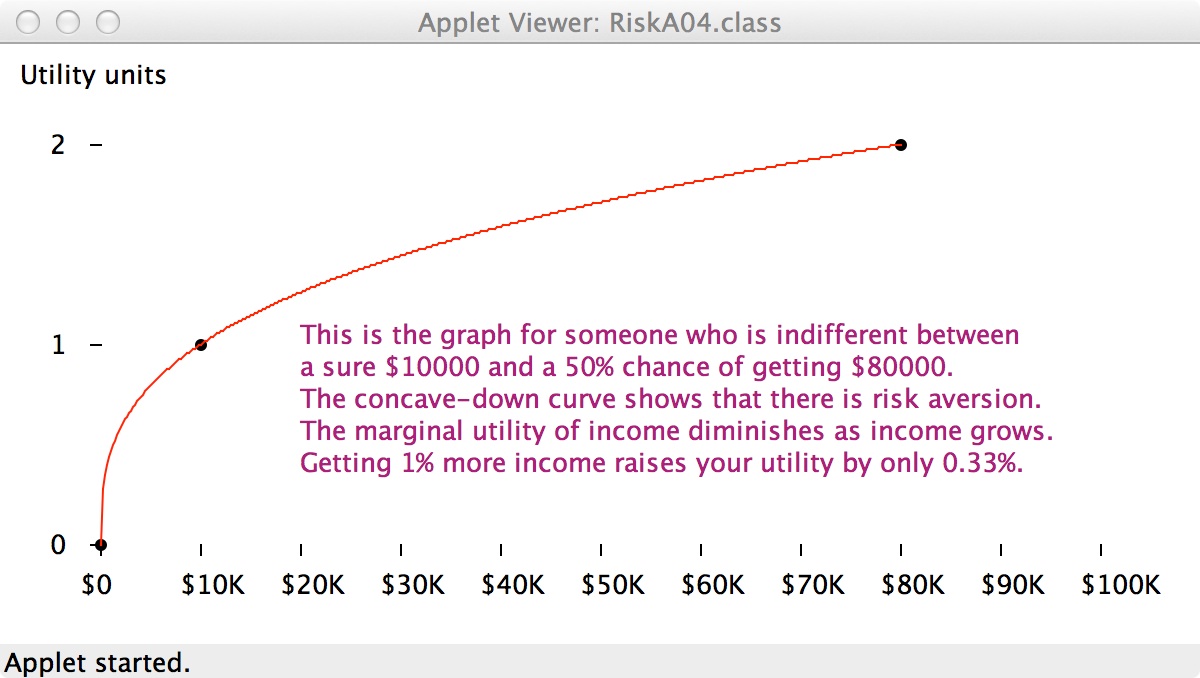 Applet Viewer: RiskA04.class
Utility units
2
This is the graph for someone who is indifferent between
1
a sure $10000 and a 50% chance of getting $80000.
The concave-down curve shows that there is risk aversion.
The marginal utility of income diminishes as income grows.
Getting 1% more income raises your utility by only 0.33%.
0
$0 $10K $20K $30K $40K $50K $60K $70K $80K $90K $100K
Applet started.